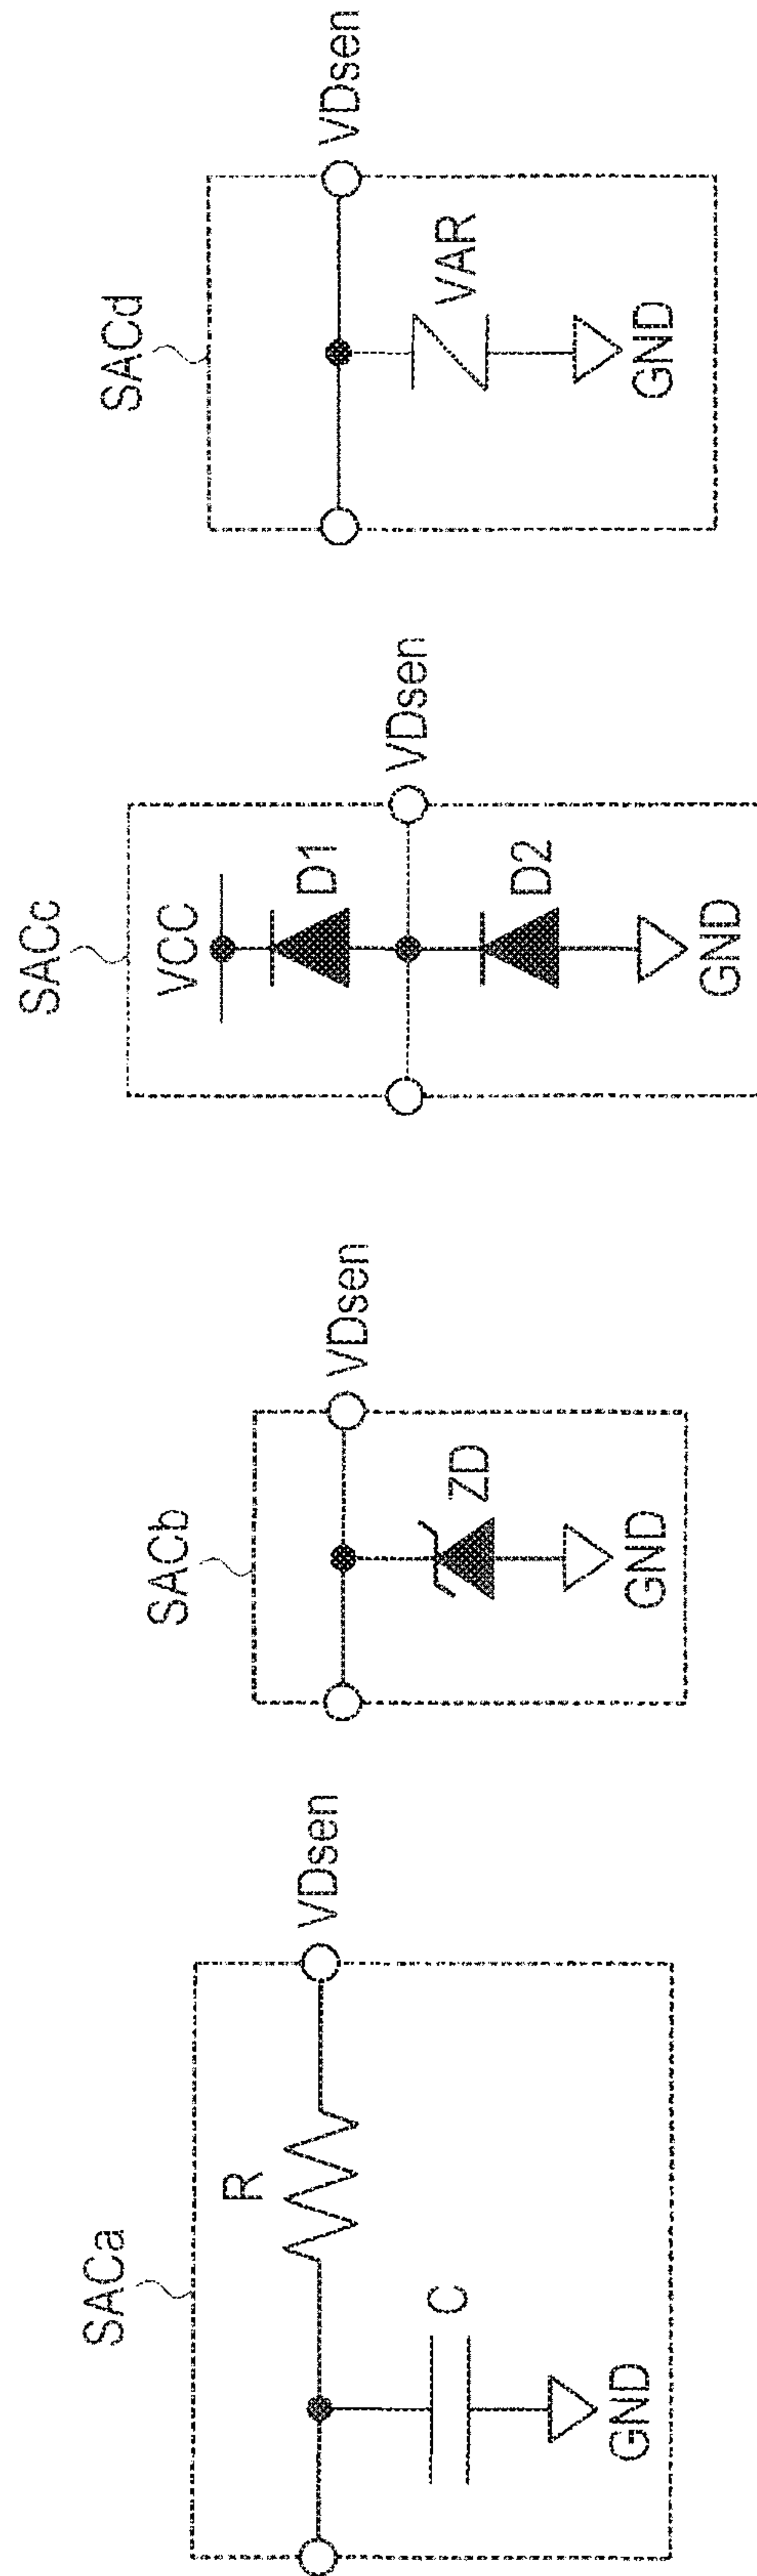 SACa
R
VDsen
C
GND
SACb
VDsen
ZD
GND
SACc
VCC
D1
VDsen
D2
GND
SACd
VDsen
VAR
GND